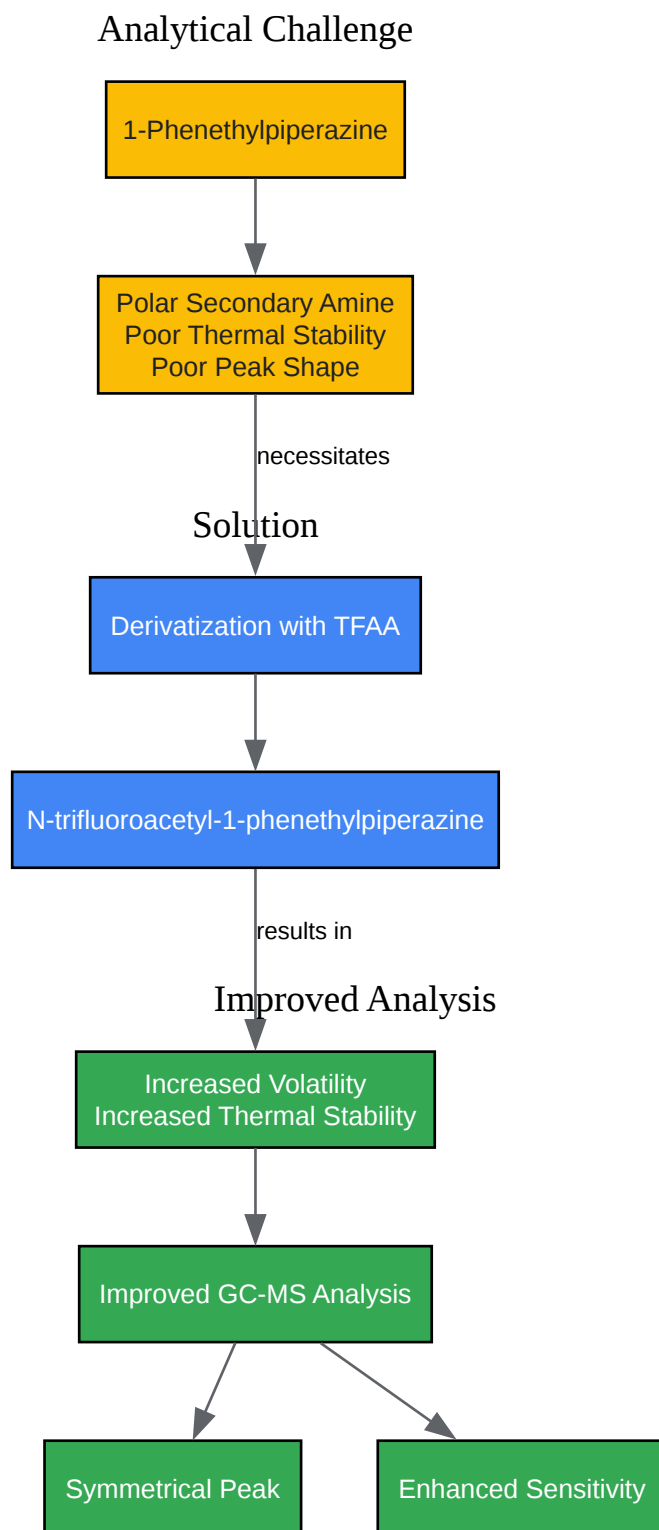 Analytical Challenge
1-Phenethylpiperazine
Polar Secondary Amine
Poor Thermal Stability
Poor Peak Shape
necessitates
Solution
Derivatization with TFAA
N-trifluoroacetyl-1-phenethylpiperazine
results in
Improved Analysis
Increased Volatility
Increased Thermal Stability
Improved GC-MS Analysis
Symmetrical Peak
Enhanced Sensitivity